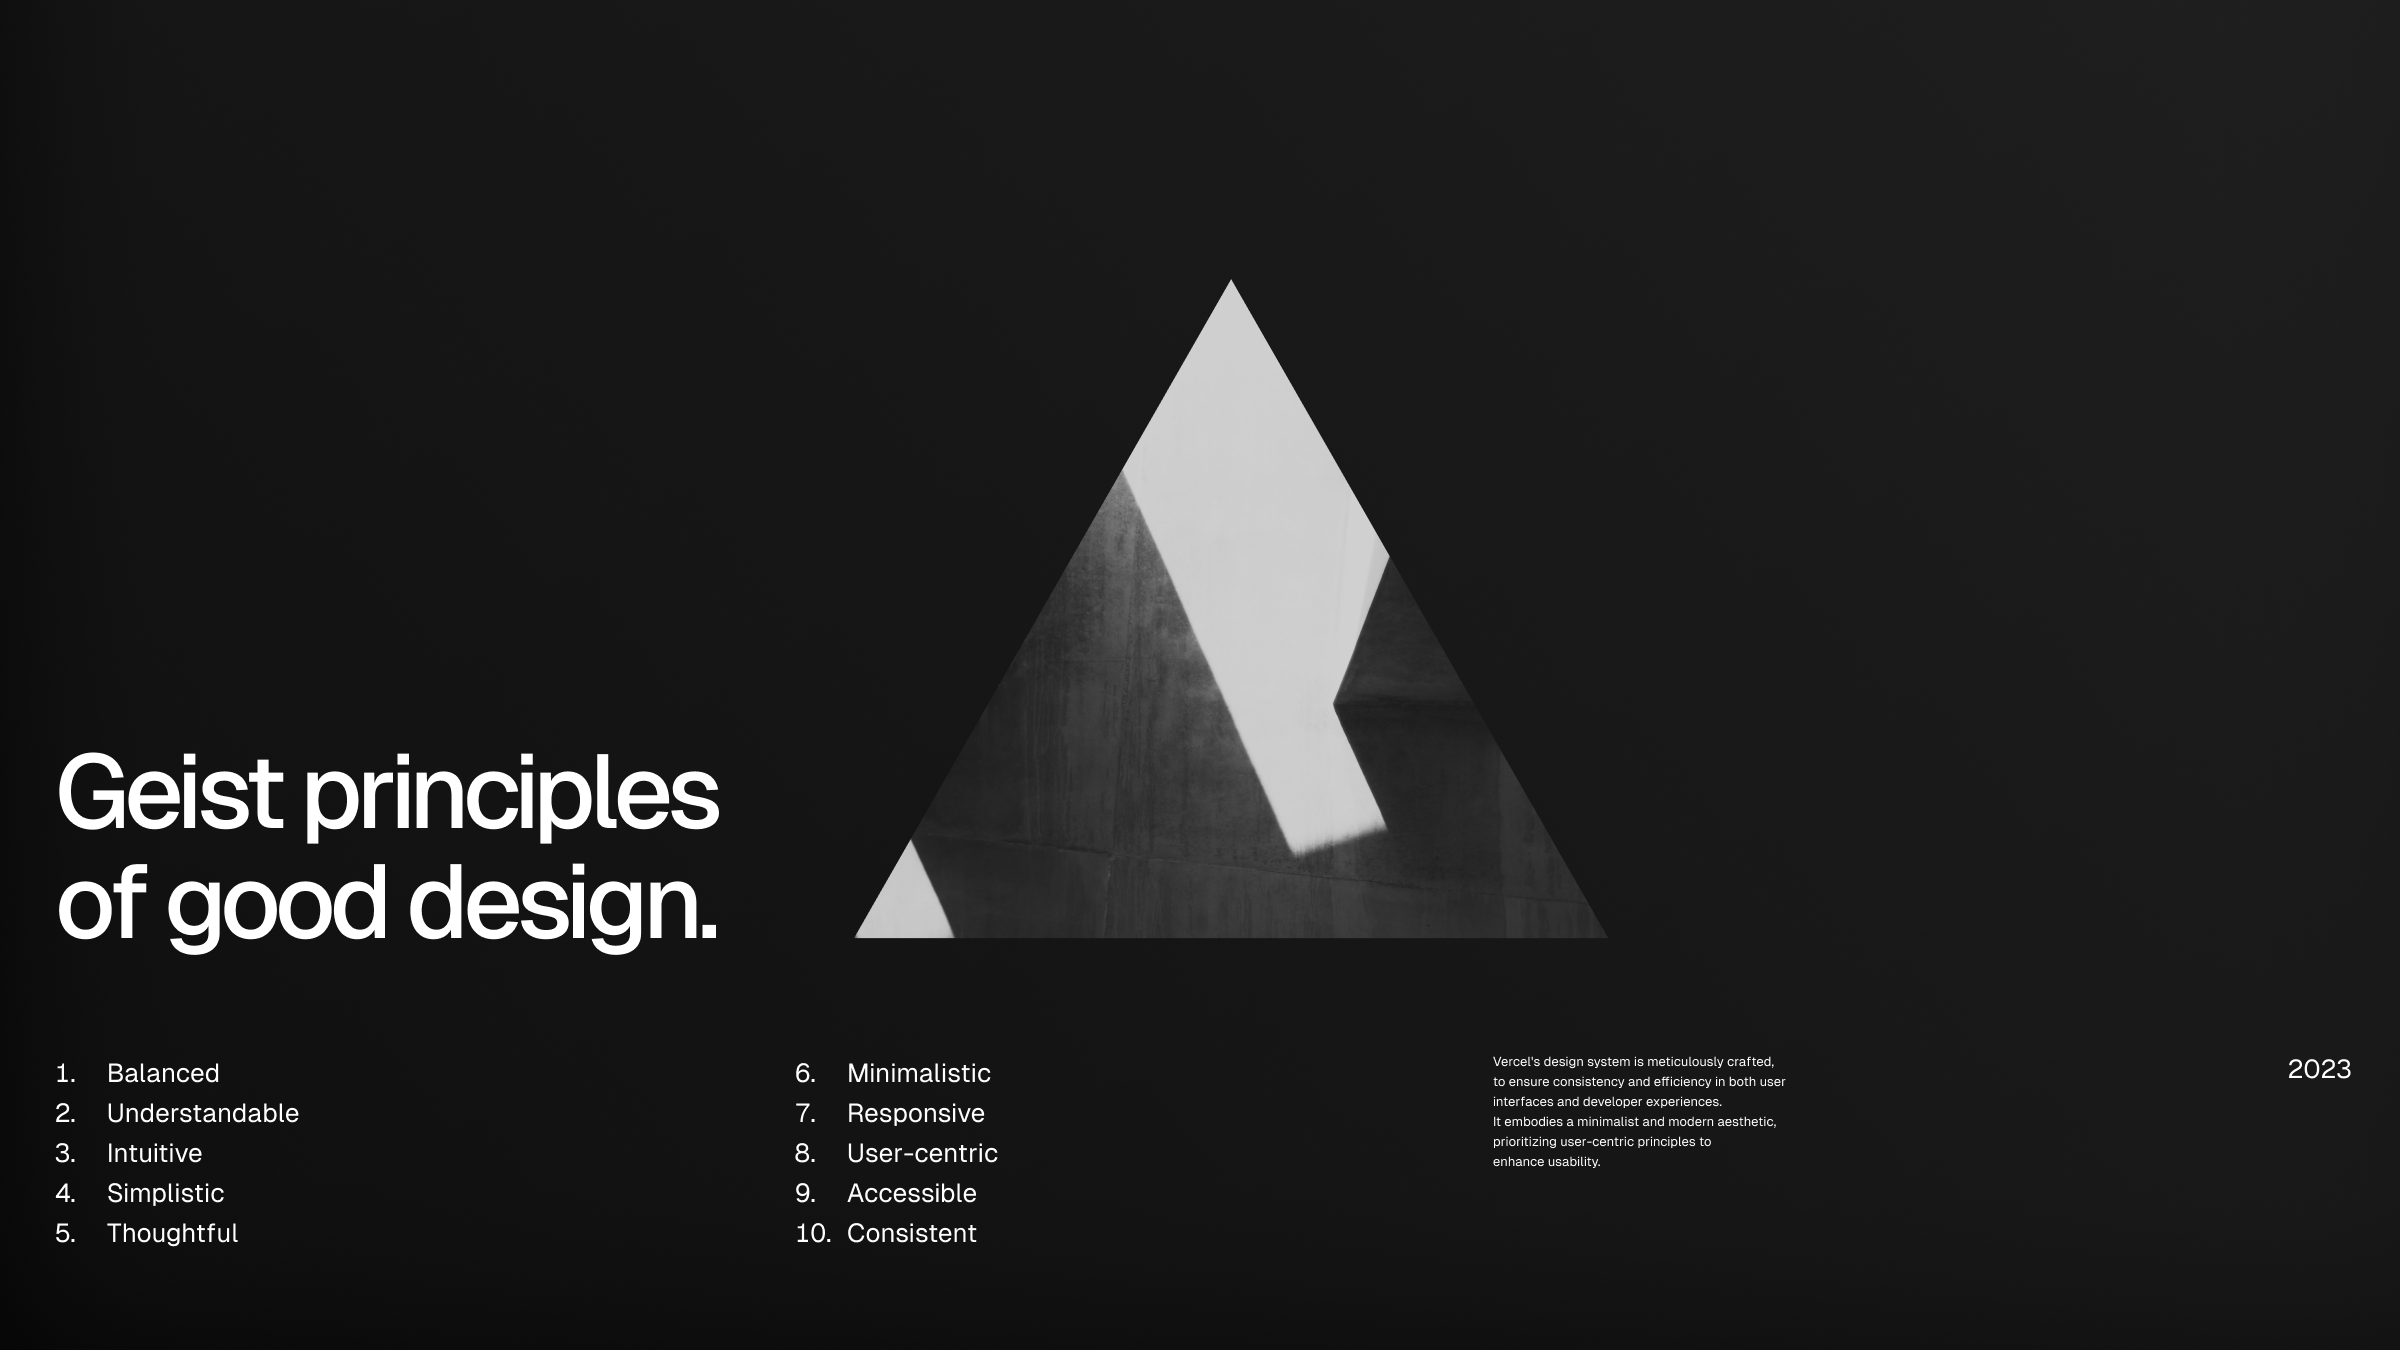 Geist principles
of good design.
1. Balanced
2. Understandable
3. Intuitive
4. Simplistic
5. Thoughtful
6. Minimalistic
7. Responsive
8. User-centric
9. Accessible
10. Consistent
Vercel's design system is meticulously crafted,
to ensure consistency and efficiency in both user
interfaces and developer experiences.
It embodies a minimalist and modern aesthetic,
prioritizing user-centric principles to
enhance usability.
2023